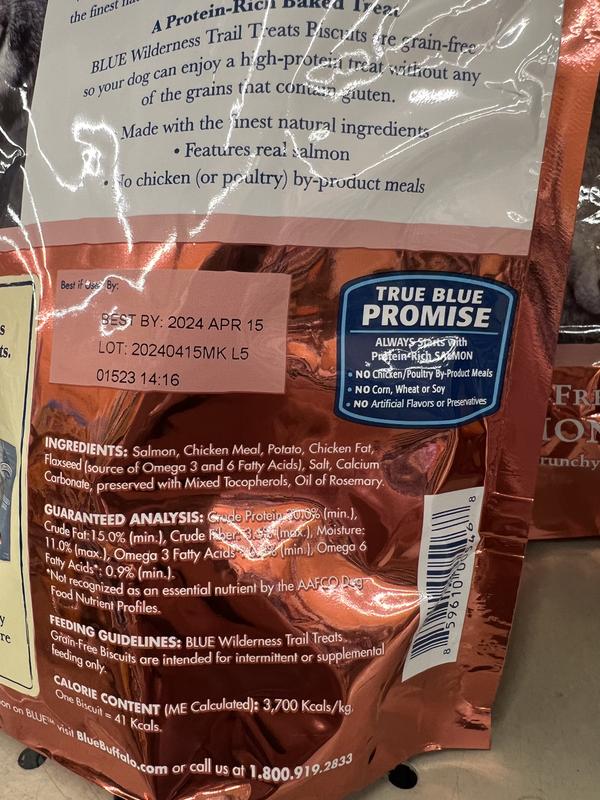 the finest
A Protein-Rich Baked Treat
BLUE Wilderness Trail Treats Biscuits are grain-free
so your dog can enjoy a high-protein treat without any
of the grains that contain gluten.
Made with the finest natural ingredients
• Features real salmon
• No chicken (or poultry) by-product meals
Best if Used By:
BEST BY: 2024 APR 15
LOT: 20240415MK L5
01523 14:16
TRUE BLUE
PROMISE
ALWAYS Starts with
Protein-Rich SALMON
• NO Chicken/Poultry By-Product Meals
• NO Corn, Wheat or Soy
• NO Artificial Flavors or Preservatives
INGREDIENTS: Salmon, Chicken Meal, Potato, Chicken Fat,
Flaxseed (source of Omega 3 and 6 Fatty Acids), Salt, Calcium
Carbonate, preserved with Mixed Tocopherols, Oil of Rosemary.
GUARANTEED ANALYSIS: Crude Protein: 30.0% (min.),
Crude Fat: 15.0% (min.), Crude Fiber: (max.), Moisture:
11.0% (max.), Omega 3 Fatty Acids*: (min.), Omega 6
Fatty Acids*: 0.9% (min.).
*Not recognized as an essential nutrient by the AAFCO Dog
Food Nutrient Profiles.
FEEDING GUIDELINES: BLUE Wilderness Trail Treats
Grain-Free Biscuits are intended for intermittent or supplemental
feeding only.
CALORIE CONTENT (ME Calculated): 3,700 Kcals/kg,
One Biscuit = 41 Kcals.
on on BLUE™ visit BlueBuffalo.com or call us at 1.800.919.2833